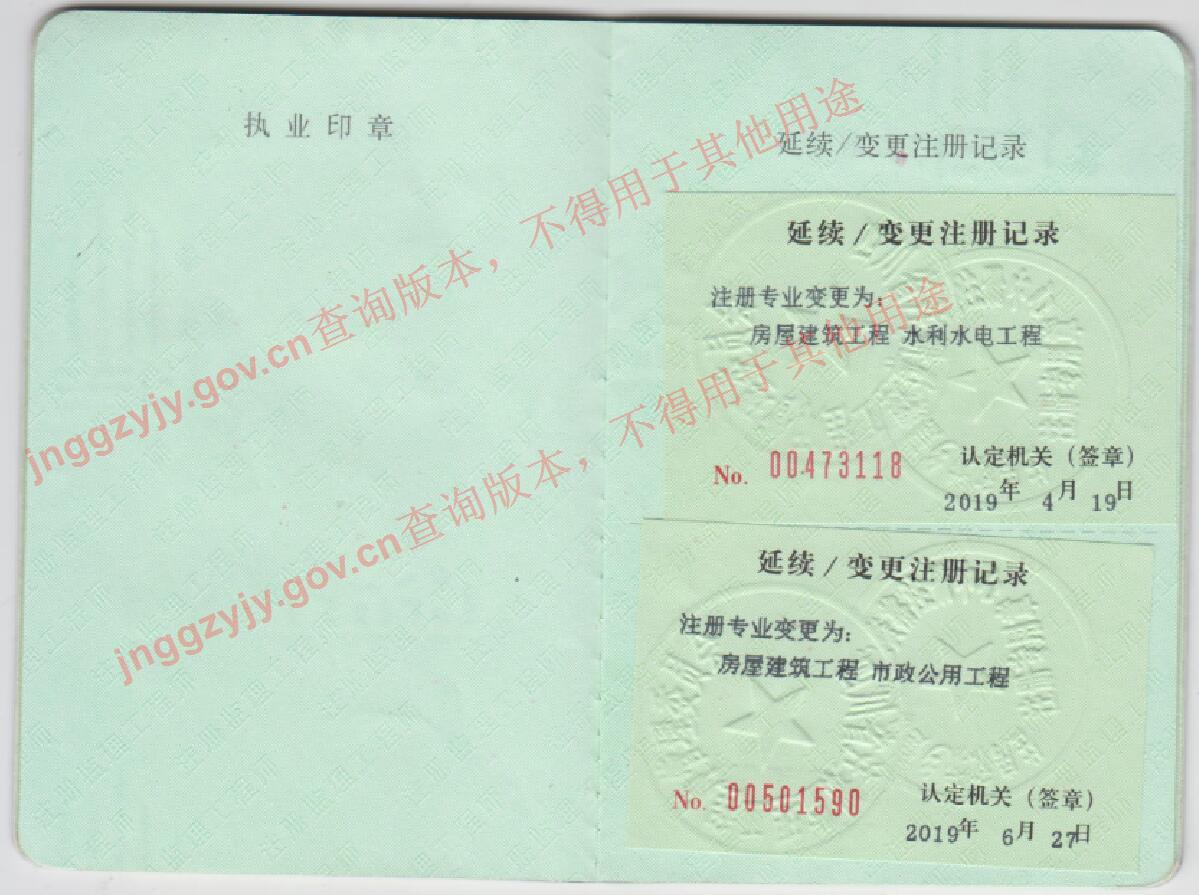 执业印章
延续/变更注册记录
延续/变更注册记录
注册专业变更为:
房屋建筑工程 水利水电工程
No. 00473118
认定机关(签章)
2019年 4月 19日
延续/变更注册记录
注册专业变更为:
房屋建筑工程 市政公用工程
No. 00501590
认定机关(签章)
2019年 6月 27日
jnggzyjy.gov.cn查询版本，不得用于其他用途
jnggzyjy.gov.cn查询版本，不得用于其他用途